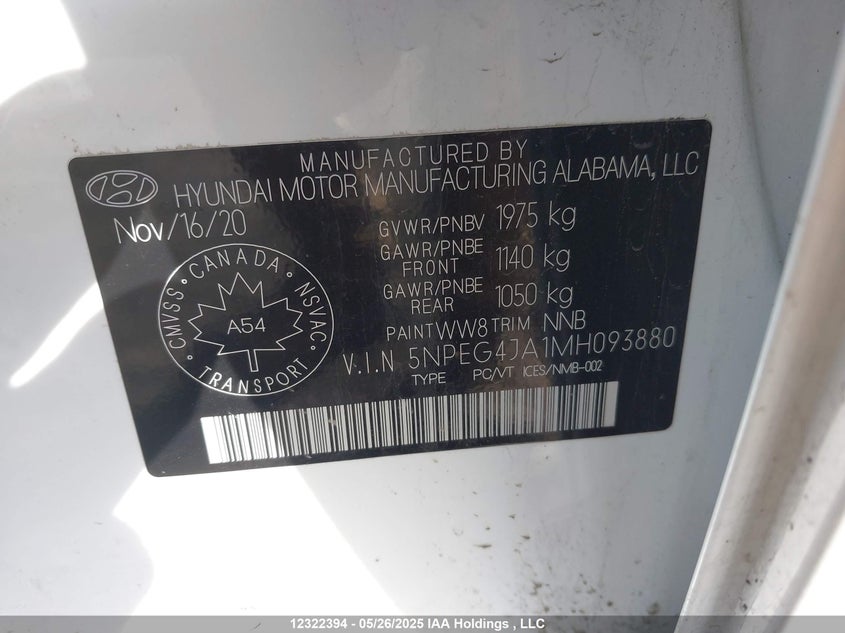 MANUFACTURED BY
HYUNDAI MOTOR MANUFACTURING ALABAMA, LLC
Nov/16/20
GVWR/PNBV 1975 kg
GAWR/PNBE FRONT 1140 kg
GAWR/PNBE REAR 1050 kg
CMVSS • CANADA • NSVAC • TRANSPORT •
A54
PAINT WW8 TRIM NNB
V.I.N 5NPEG4JA1MH093880
TYPE PC/VT ICES/NMB-002
12322394 - 05/26/2025 IAA Holdings , LLC